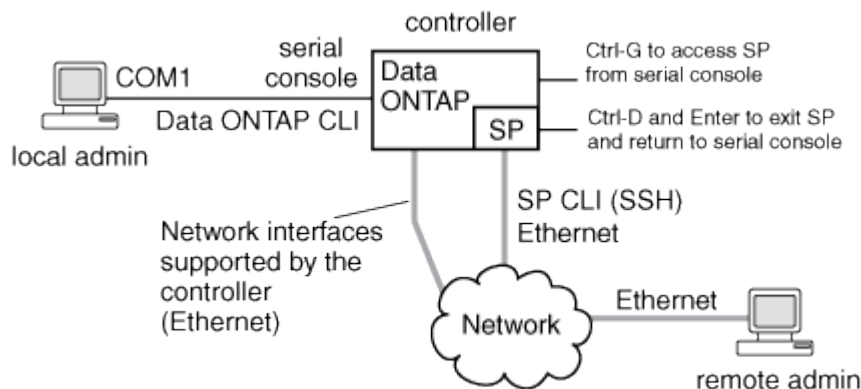 controller
serial
console
COM1
Data ONTAP CLI
local admin
Data
ONTAP
SP
Ctrl-G to access SP
from serial console
Ctrl-D and Enter to exit SP
and return to serial console
Network interfaces
supported by the
controller
(Ethernet)
SP CLI (SSH)
Ethernet
Network
Ethernet
remote admin